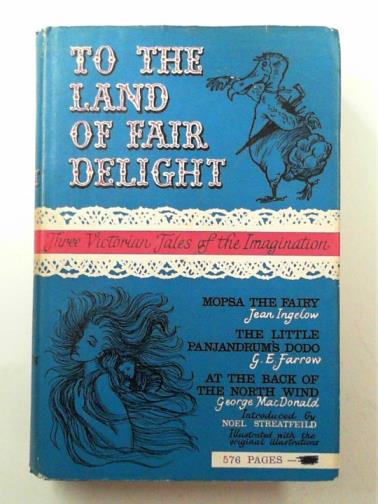 TO THE
LAND
OF FAIR
DELIGHT
Three Victorian Tales of the Imagination
MOPSA THE FAIRY
Jean Ingelow
THE LITTLE
PANJANDRUM'S DODO
G. E. Farrow
AT THE BACK OF
THE NORTH WIND
George MacDonald
Introduced by
NOEL STREATFEILD
Illustrated with the
original illustrations
576 PAGES —